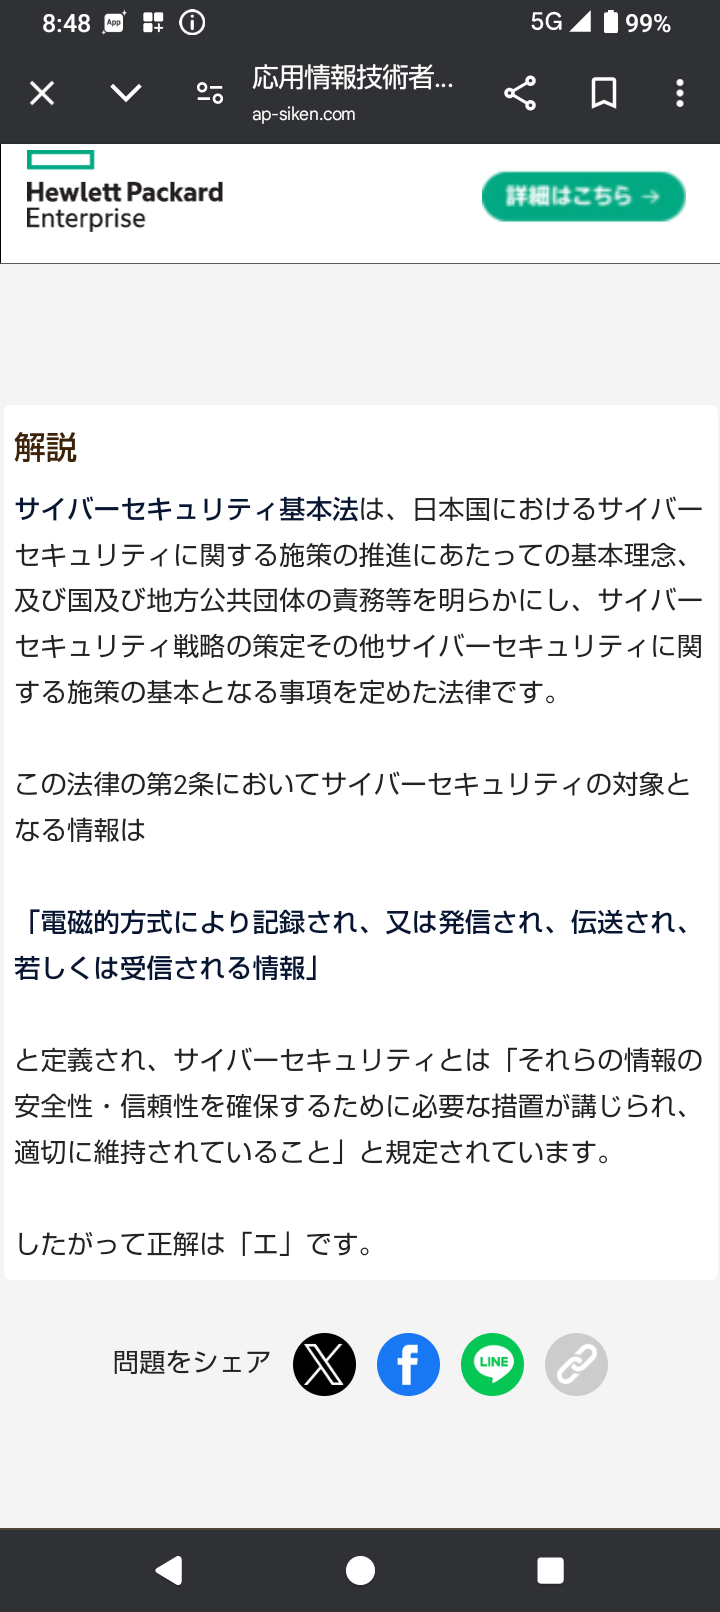 8:48 App 5G 99%
応用情報技術者...
ap-siken.com
Hewlett Packard
Enterprise
詳細はこちら →
解説
サイバーセキュリティ基本法は、日本国におけるサイバー
セキュリティに関する施策の推進にあたっての基本理念、
及び国及び地方公共団体の責務等を明らかにし、サイバー
セキュリティ戦略の策定その他サイバーセキュリティに関
する施策の基本となる事項を定めた法律です。
この法律の第2条においてサイバーセキュリティの対象と
なる情報は
「電磁的方式により記録され、又は発信され、伝送され、
若しくは受信される情報」
と定義され、サイバーセキュリティとは「それらの情報の
安全性・信頼性を確保するために必要な措置が講じられ、
適切に維持されていること」と規定されています。
したがって正解は「エ」です。
問題をシェア
LINE